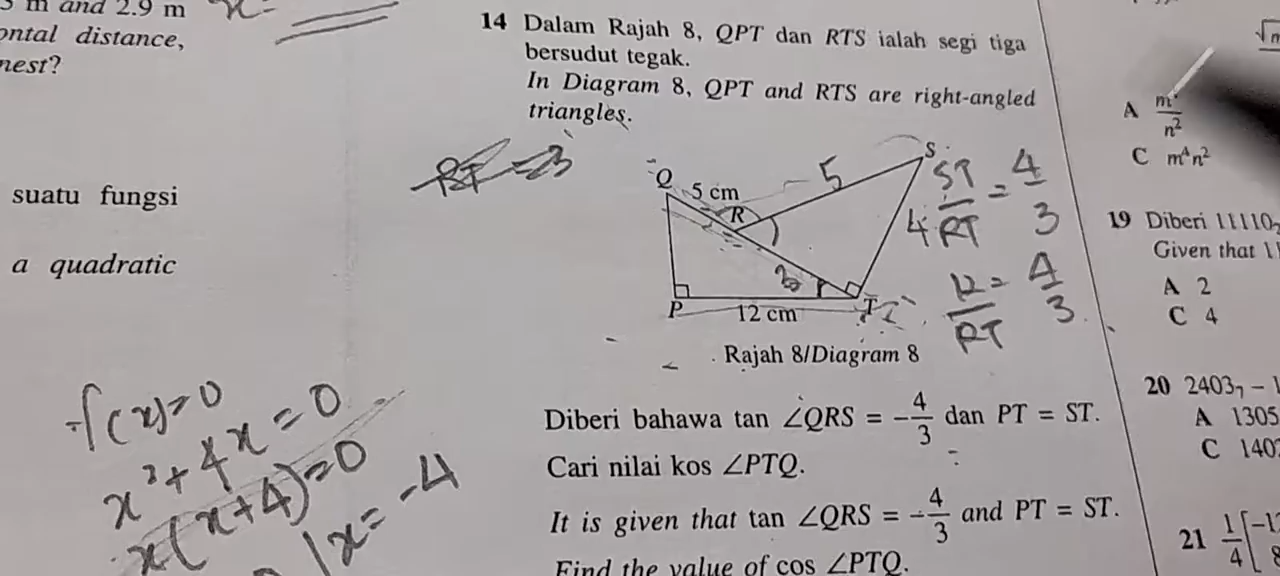 m and 2.9 m
ontal distance,
nest?
suatu fungsi
a quadratic
f(x)=0
x²+4x=0
x(x+4)=0
x=-4
14 Dalam Rajah 8, QPT dan RTS ialah segi tiga
bersudut tegak.
In Diagram 8, QPT and RTS are right-angled
triangles.
RT = 3
Q
5 cm
R
5
S
P
12 cm
T
ST/RT = 4/3
4
12/RT = 4/3
Rajah 8/Diagram 8
Diberi bahawa tan ∠QRS = -4/3 dan PT = ST.
Cari nilai kos ∠PTQ.
It is given that tan ∠QRS = -4/3 and PT = ST.
Find the value of cos ∠PTQ.
A
n²
C m⁴n²
19 Diberi 11110₂
Given that
A 2
C 4
20 2403₇ –
A 1305
C 140
21 1/4